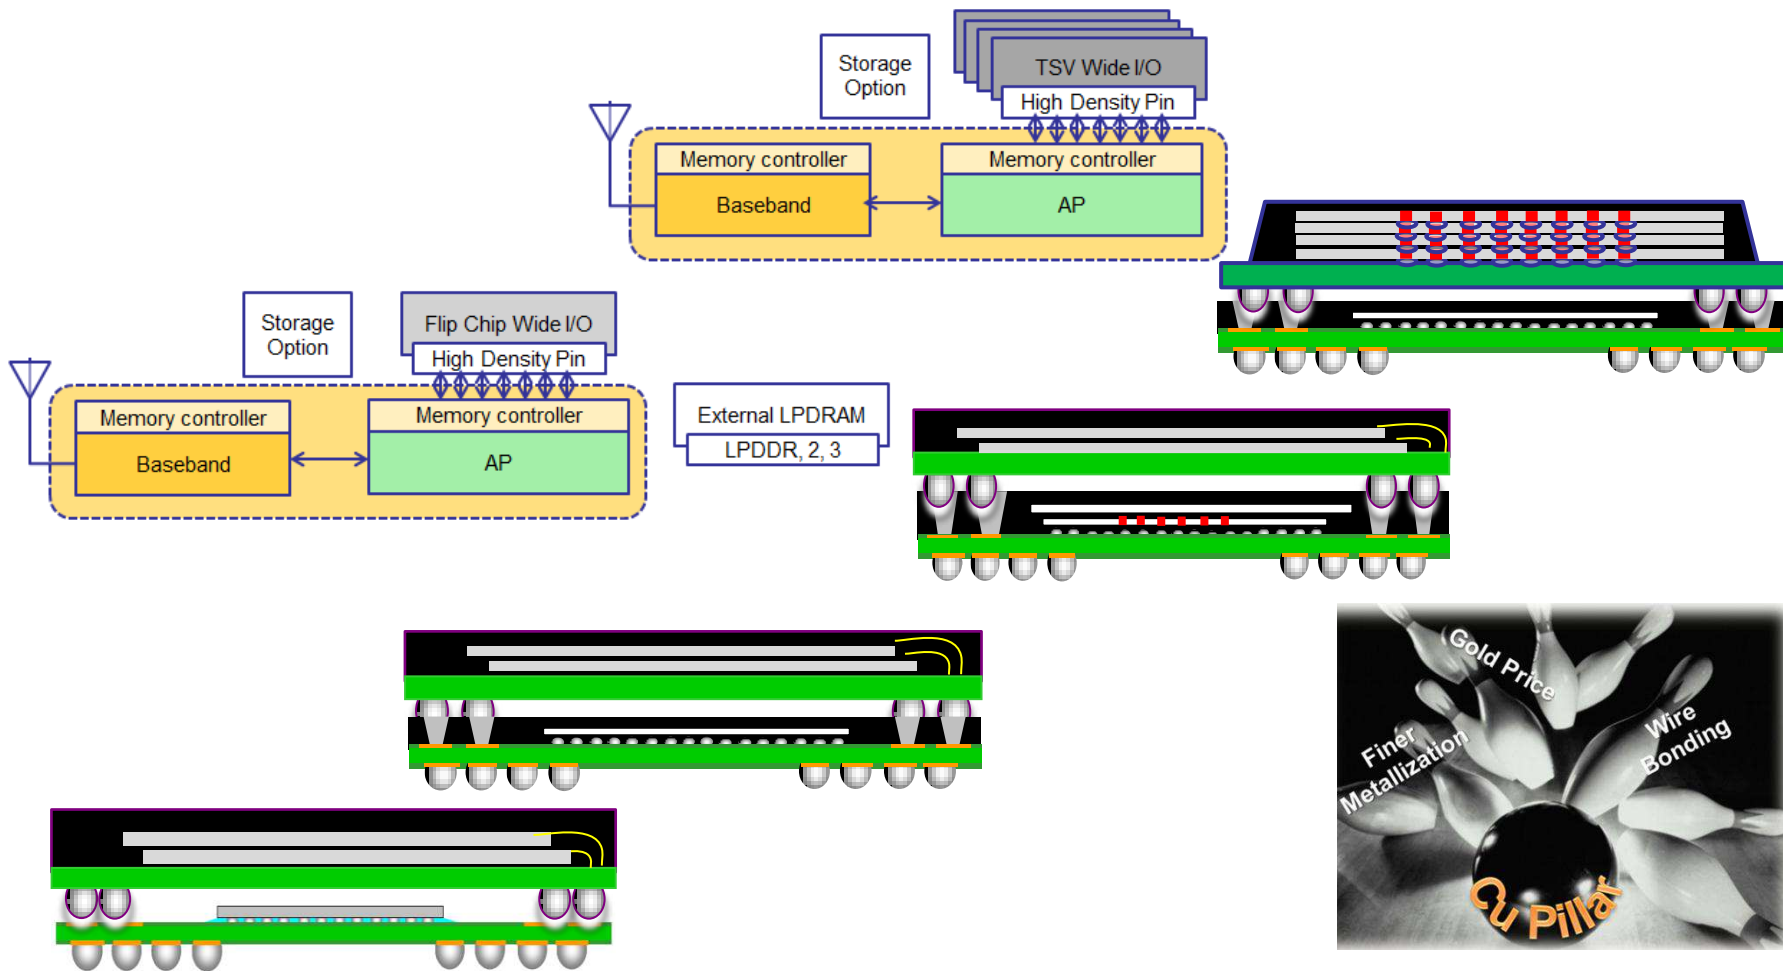 Storage
Option
TSV Wide I/O
High Density Pin
Memory controller
Baseband
Memory controller
AP
Storage
Option
Flip Chip Wide I/O
High Density Pin
Memory controller
Baseband
Memory controller
AP
External LPDRAM
LPDDR, 2, 3
Gold Price
Wire
Bonding
Finer
Metallization
Cu Pillar